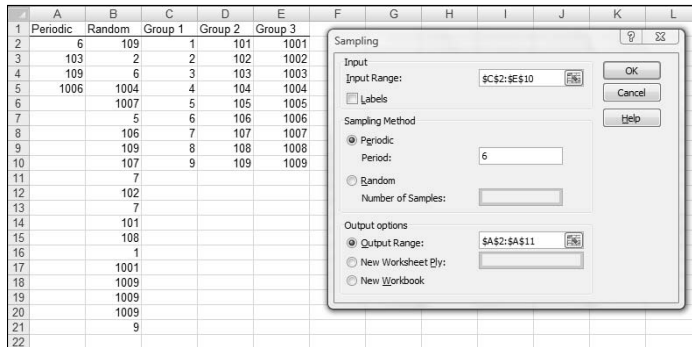 A B C D E F G H I J K L
1 Periodic Random Group 1 Group 2 Group 3
2 6 109 1 101 1001
3 103 2 2 102 1002
4 109 6 3 103 1003
5 1006 1004 4 104 1004
6 1007 5 105 1005
7 5 6 106 1006
8 106 7 107 1007
9 109 8 108 1008
10 107 9 109 1009
11 7
12 102
13 7
14 101
15 108
16 1
17 1001
18 1009
19 1009
20 1009
21 9
22
Sampling
Input
Input Range: $C$2:$E$10
Labels
Sampling Method
Periodic
Period: 6
Random
Number of Samples:
Output options
Output Range: $A$2:$A$11
New Worksheet Ply:
New Workbook
OK
Cancel
Help